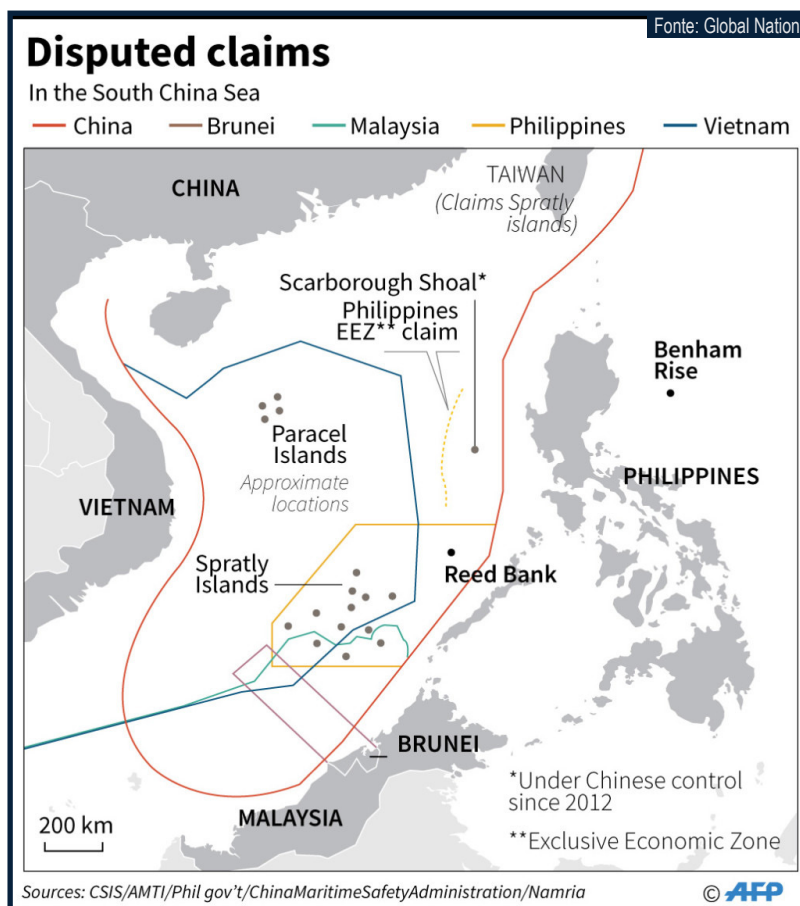 Fonte: Global Nation
Disputed claims
In the South China Sea
China Brunei Malaysia Philippines Vietnam
CHINA
TAIWAN
(Claims Spratly
islands)
Scarborough Shoal*
Philippines
EEZ** claim
Benham
Rise
Paracel
Islands
Approximate
locations
VIETNAM
PHILIPPINES
Spratly
Islands
Reed Bank
BRUNEI
MALAYSIA
*Under Chinese control
since 2012
**Exclusive Economic Zone
200 km
Sources: CSIS/AMTI/Phil gov't/ChinaMaritimeSafetyAdministration/Namria
© AFP